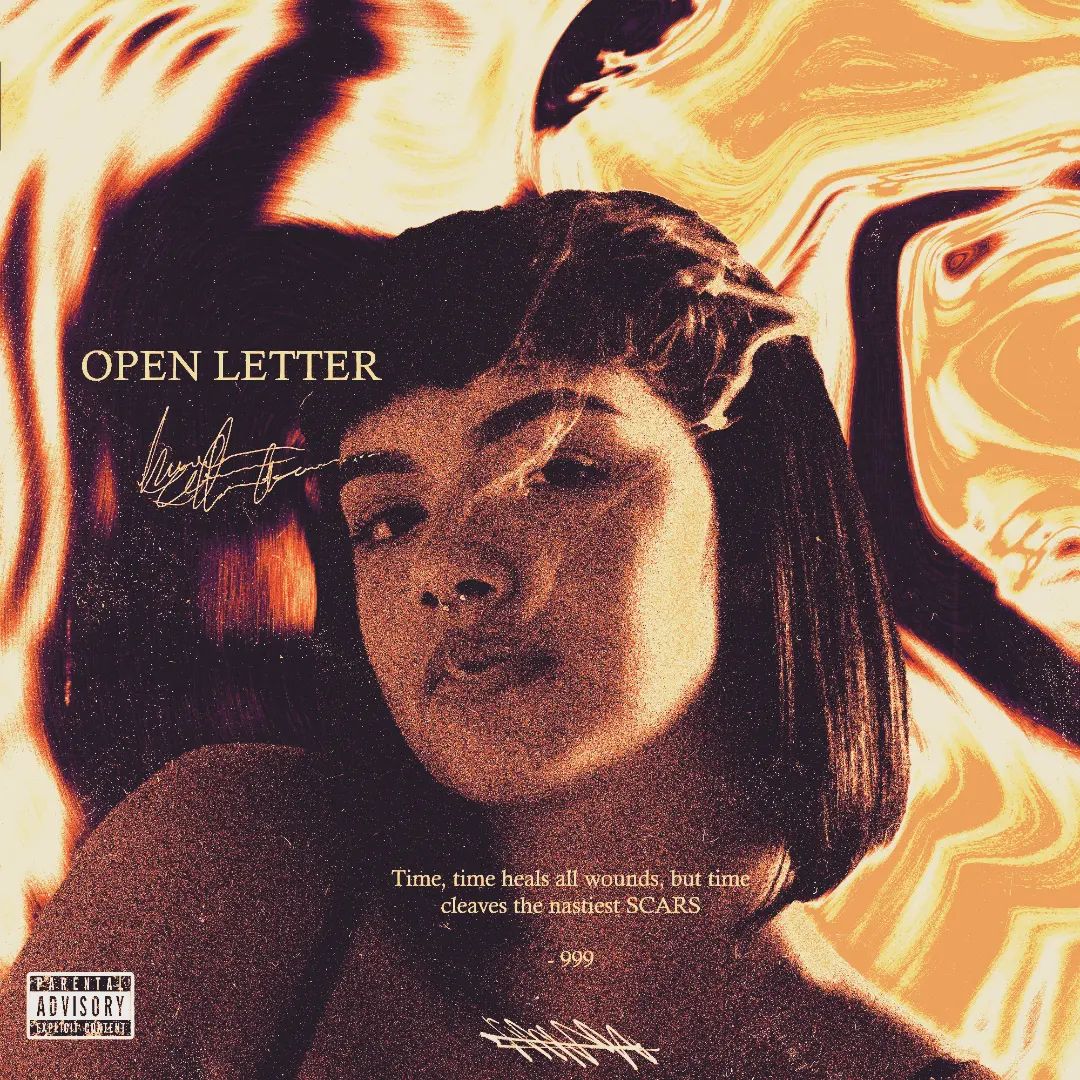 OPEN LETTER
Time, time heals all wounds, but time
cleaves the nastiest SCARS
- 999
PARENTAL
ADVISORY
EXPLICIT CONTENT